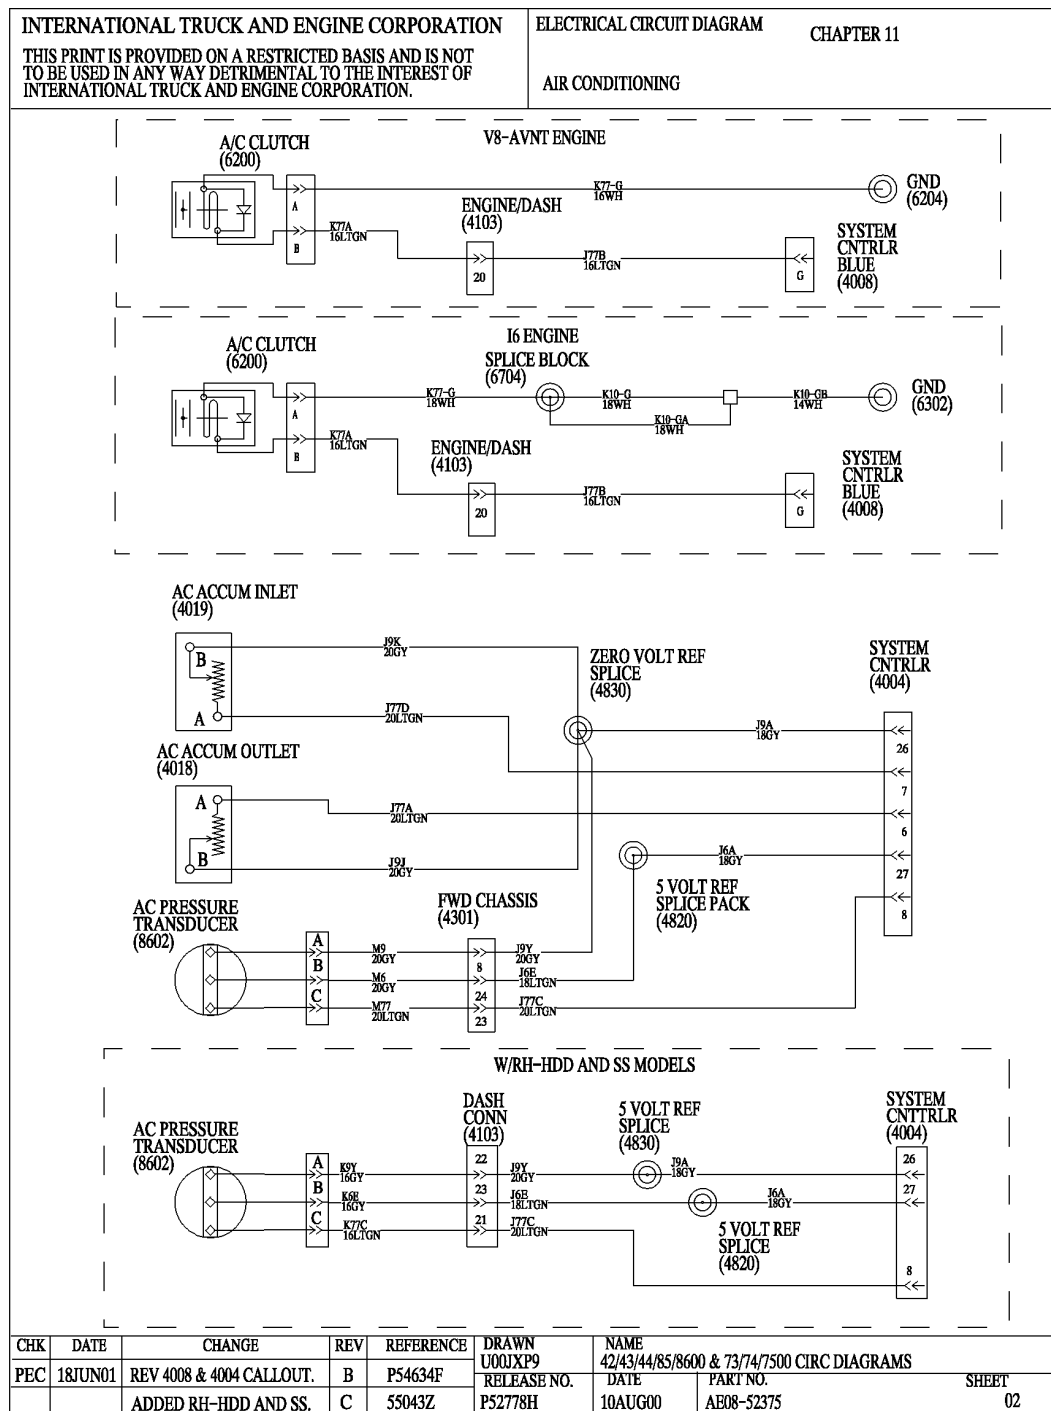 INTERNATIONAL TRUCK AND ENGINE CORPORATION
THIS PRINT IS PROVIDED ON A RESTRICTED BASIS AND IS NOT
TO BE USED IN ANY WAY DETRIMENTAL TO THE INTEREST OF
INTERNATIONAL TRUCK AND ENGINE CORPORATION.
ELECTRICAL CIRCUIT DIAGRAM
CHAPTER 11
AIR CONDITIONING
V8-AVNT ENGINE
A/C CLUTCH
(6200)
A
B
K77-G
16WH
GND
(6204)
K77A
16LTGN
ENGINE/DASH
(4103)
20
J77B
16LTGN
SYSTEM
CNTRLR
BLUE
(4008)
G
I6 ENGINE
A/C CLUTCH
(6200)
A
B
K77-G
18WH
SPLICE BLOCK
(6704)
K10-G
18WH
K10-GA
18WH
K10-GB
14WH
GND
(6302)
K77A
16LTGN
ENGINE/DASH
(4103)
20
J77B
16LTGN
SYSTEM
CNTRLR
BLUE
(4008)
G
AC ACCUM INLET
(4019)
B
A
J9K
20GY
J77D
20LTGN
ZERO VOLT REF
SPLICE
(4830)
J9A
18GY
SYSTEM
CNTRLR
(4004)
26
7
6
27
8
AC ACCUM OUTLET
(4018)
A
B
J77A
20LTGN
J9J
20GY
J6A
18GY
5 VOLT REF
SPLICE PACK
(4820)
AC PRESSURE
TRANSDUCER
(8602)
A
B
C
M9
20GY
M6
20GY
M77
20LTGN
FWD CHASSIS
(4301)
8
24
23
J9Y
20GY
J6E
18LTGN
J77C
20LTGN
W/RH-HDD AND SS MODELS
AC PRESSURE
TRANSDUCER
(8602)
A
B
C
K9Y
16GY
K6E
16GY
K77C
16LTGN
DASH
CONN
(4103)
22
23
21
J9Y
20GY
J6E
18LTGN
J77C
20LTGN
5 VOLT REF
SPLICE
(4830)
J9A
18GY
J6A
18GY
5 VOLT REF
SPLICE
(4820)
SYSTEM
CNTTRLR
(4004)
26
27
8
CHK DATE CHANGE REV REFERENCE
PEC 18JUN01 REV 4008 & 4004 CALLOUT. B P54634F
ADDED RH-HDD AND SS. C 55043Z
DRAWN
U00JXP9
NAME
42/43/44/85/8600 & 73/74/7500 CIRC DIAGRAMS
RELEASE NO.
P52778H
DATE
10AUG00
PART NO.
AE08-52375
SHEET
02